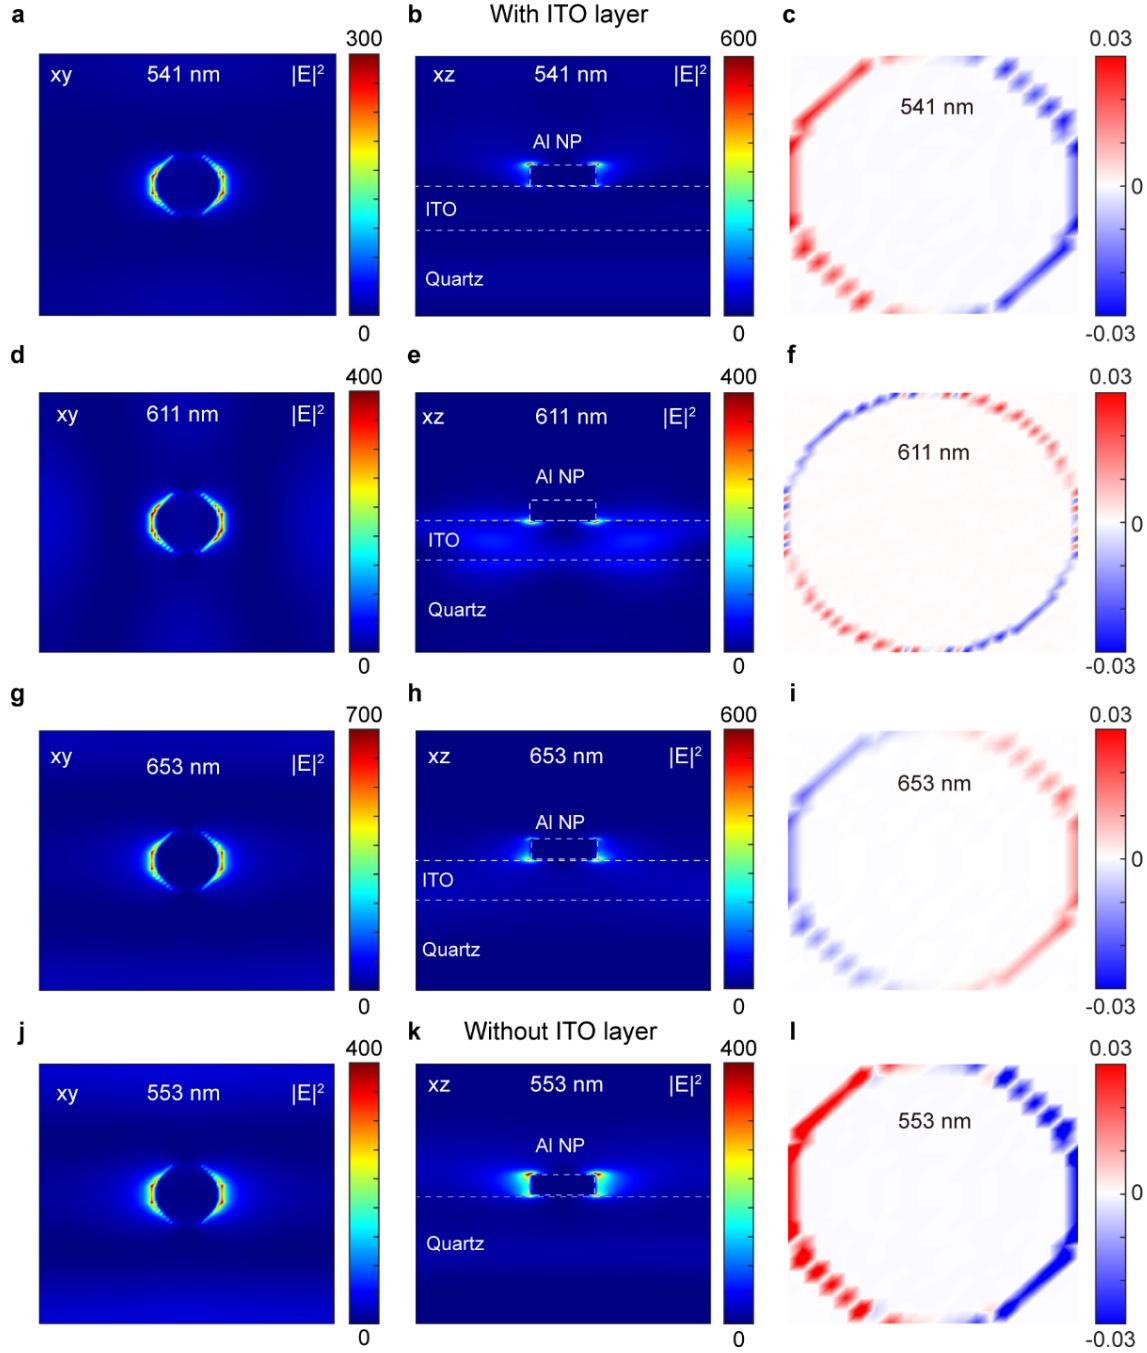 a
b
With ITO layer
c
xy
541 nm
|E|²
300
0
xz
541 nm
|E|²
Al NP
ITO
Quartz
600
0
541 nm
0.03
0
-0.03
d
e
f
xy
611 nm
|E|²
400
0
xz
611 nm
|E|²
Al NP
ITO
Quartz
400
0
611 nm
0.03
0
-0.03
g
h
i
xy
653 nm
|E|²
700
0
xz
653 nm
|E|²
Al NP
ITO
Quartz
600
0
653 nm
0.03
0
-0.03
j
k
Without ITO layer
l
xy
553 nm
|E|²
400
0
xz
553 nm
|E|²
Al NP
Quartz
400
0
553 nm
0.03
0
-0.03